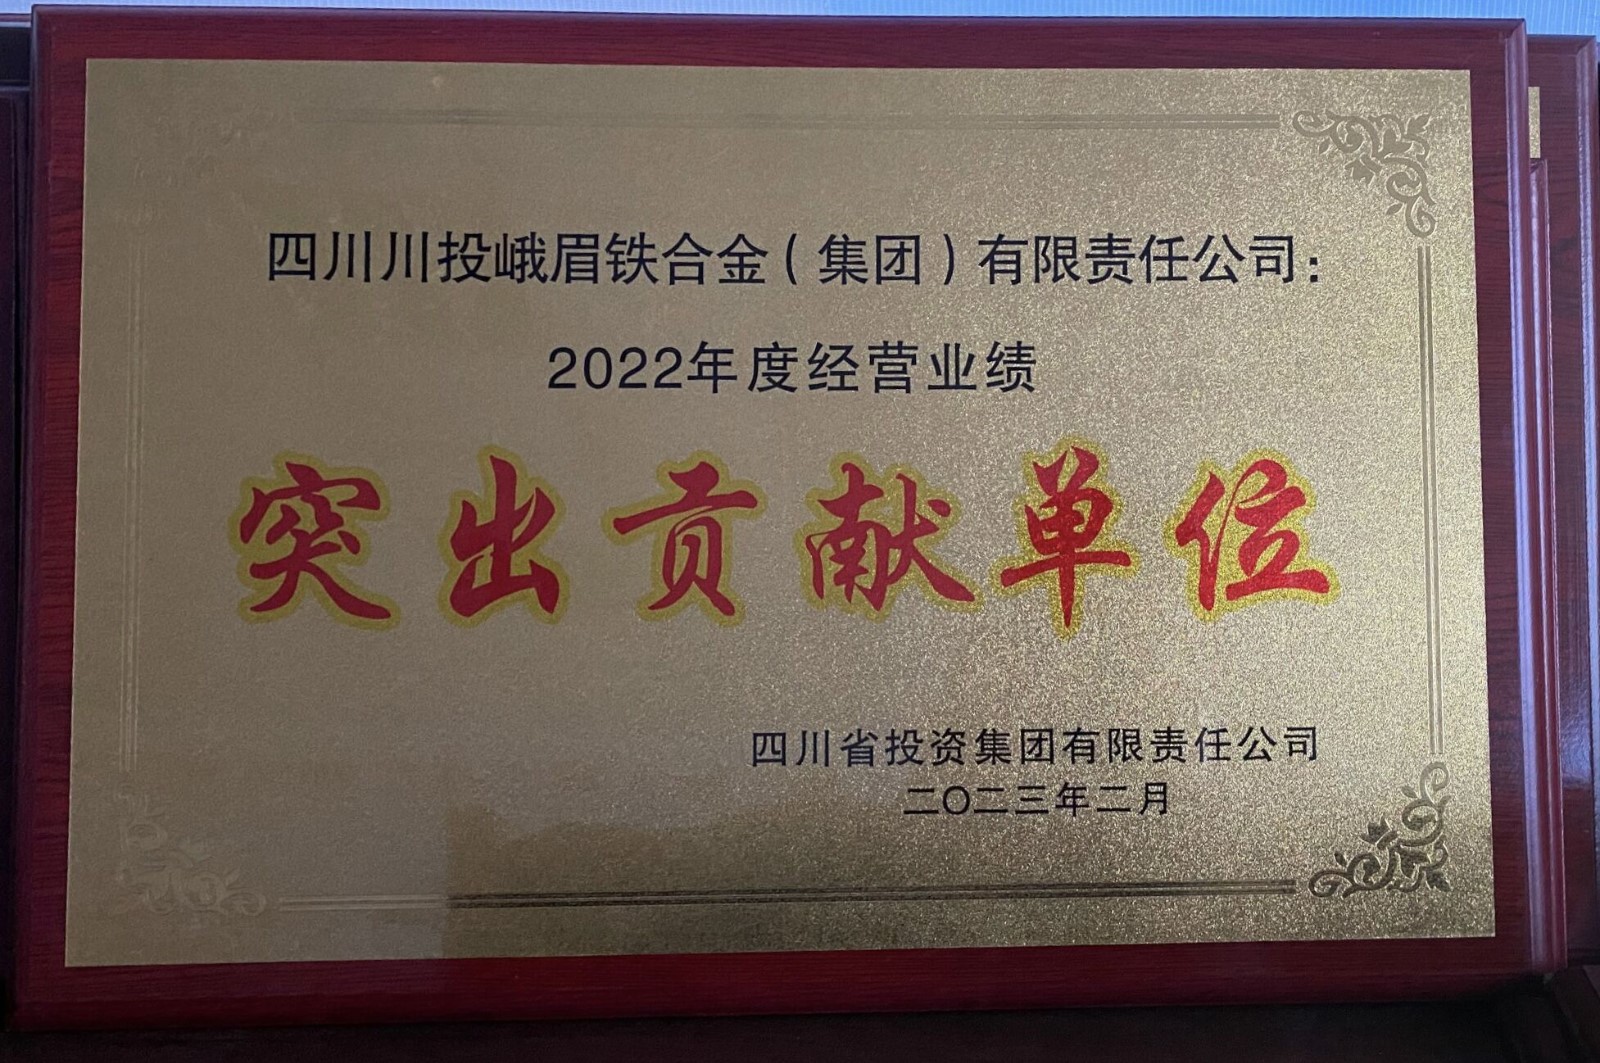 四川川投峨眉铁合金（集团）有限责任公司：
2022年度经营业绩
突出贡献单位
四川省投资集团有限责任公司
二〇二三年二月